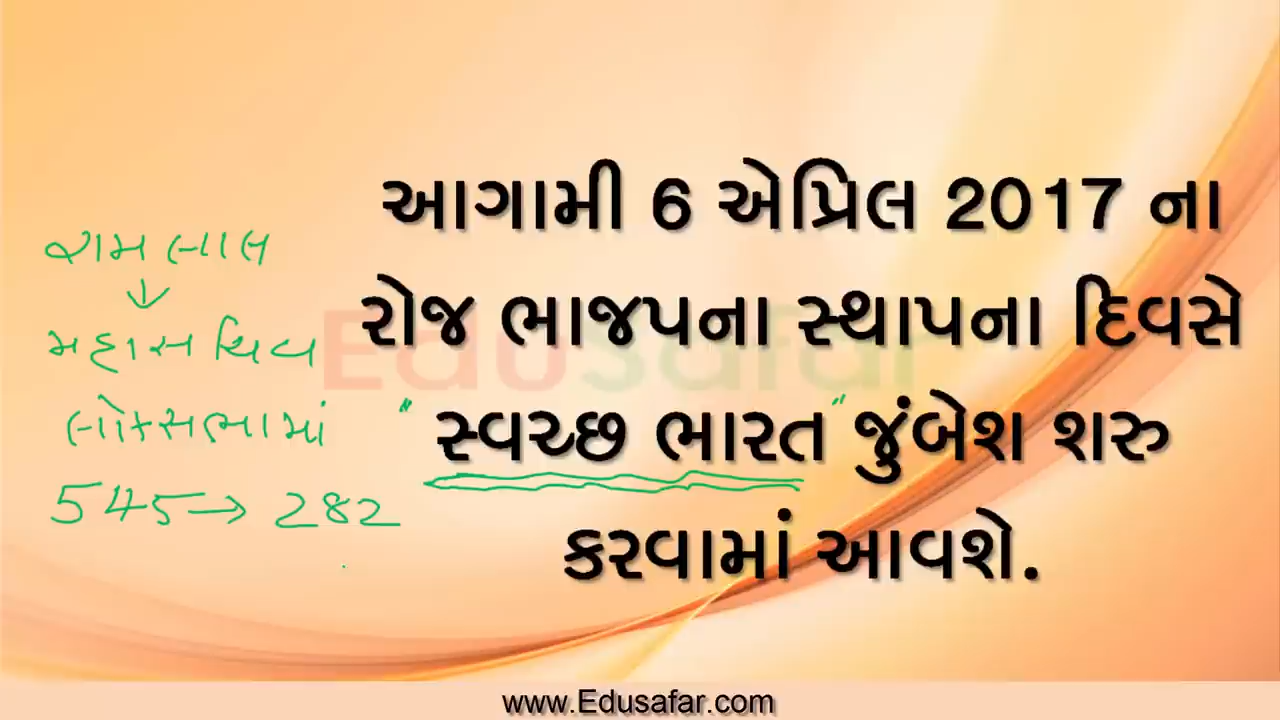 આગામી 6 એપ્રિલ 2017 ના
રોજ ભાજપના સ્થાપના દિવસે
"સ્વચ્છ ભારત" જુંબેશ શરુ
કરવામાં આવશે.
રામ લાલ
↓
મહાસચિવ
લોકસભામાં
545 → 282
EduSafar
www.Edusafar.com